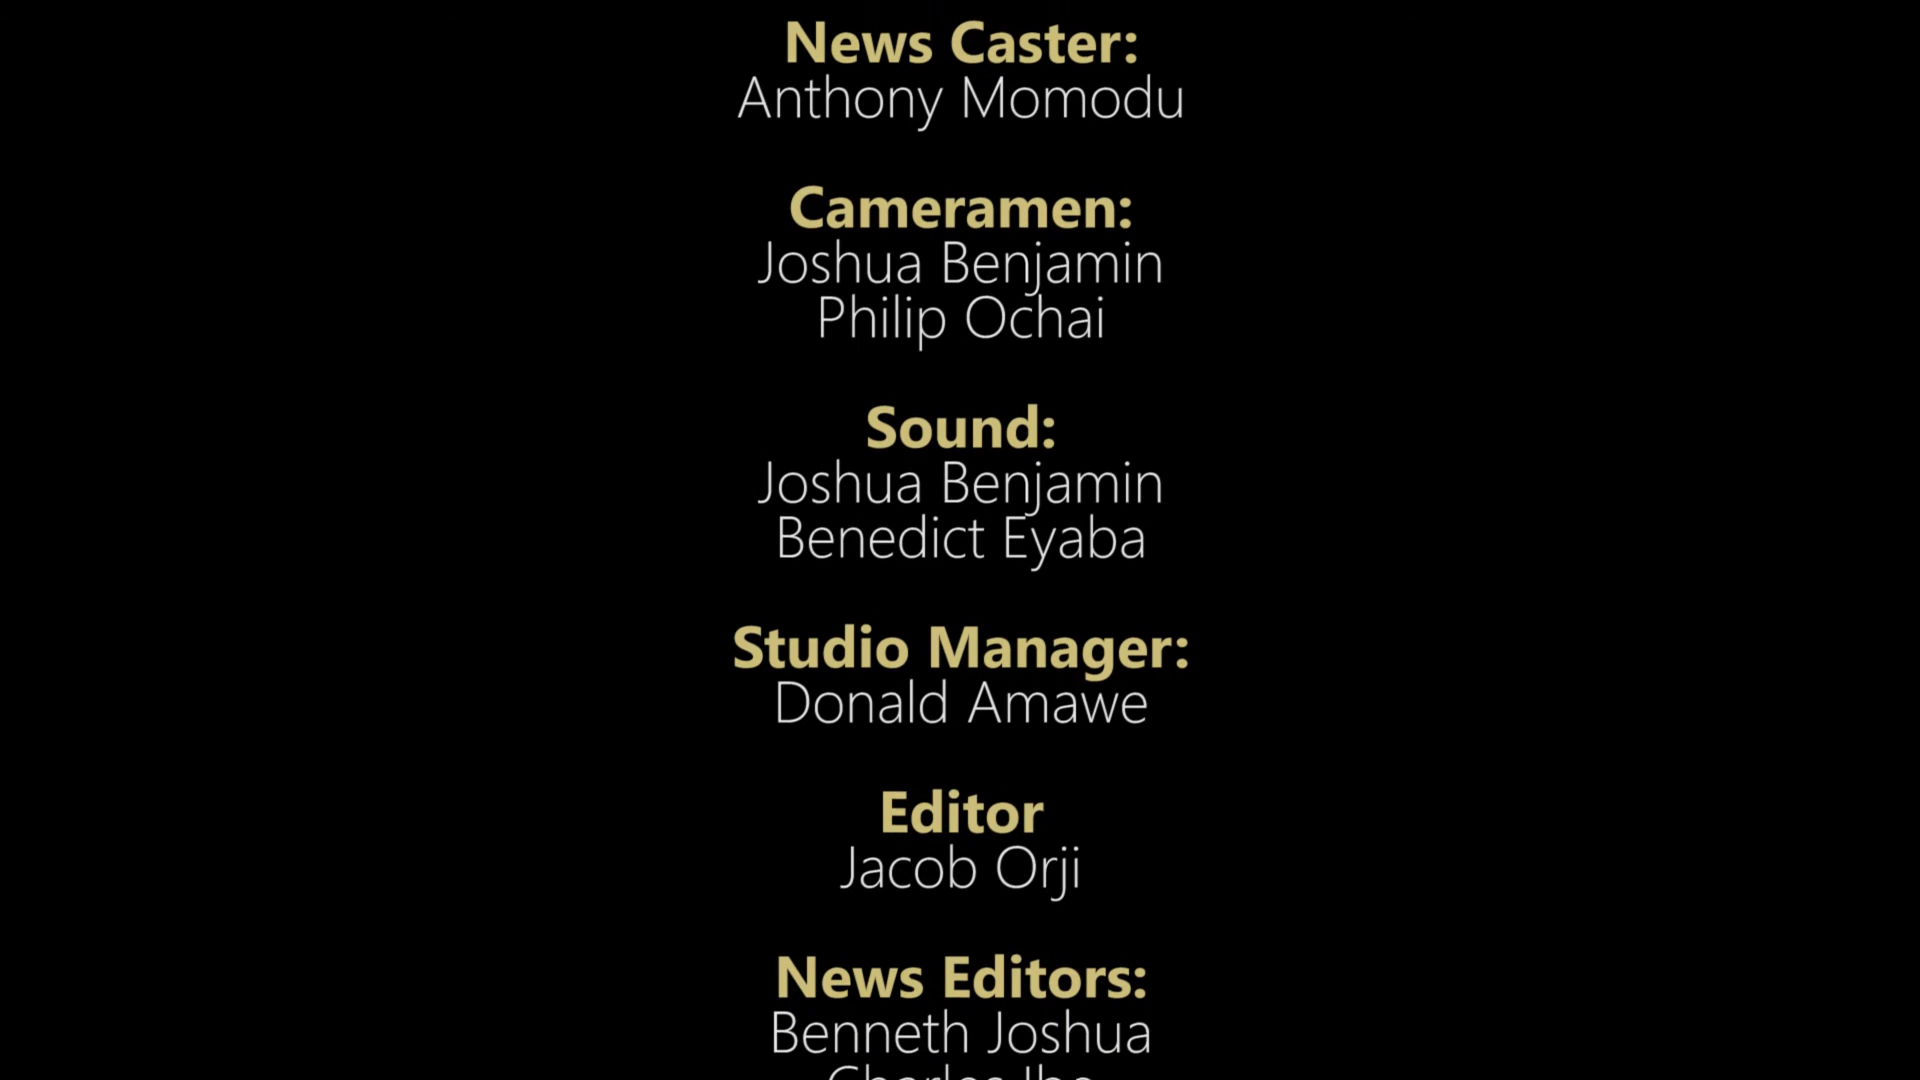 News Caster:
Anthony Momodu
Cameramen:
Joshua Benjamin
Philip Ochai
Sound:
Joshua Benjamin
Benedict Eyaba
Studio Manager:
Donald Amawe
Editor
Jacob Orji
News Editors:
Benneth Joshua
Charles